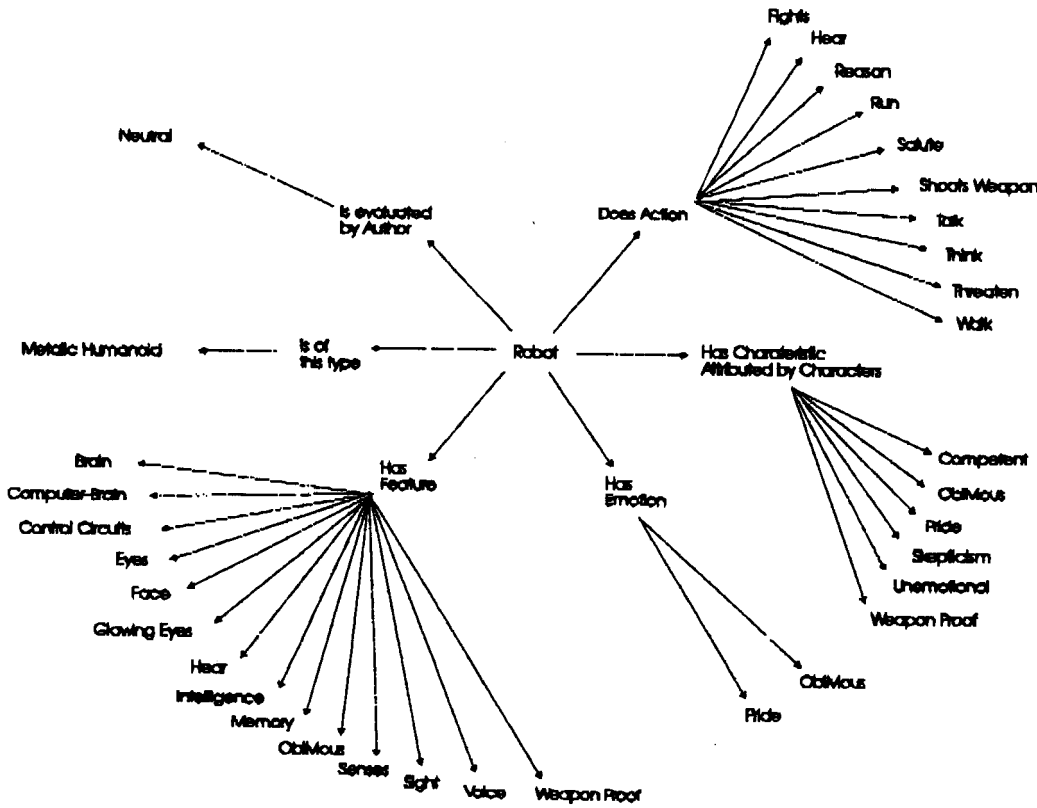 Fights
Hear
Reason
Run
Salute
Shoots Weapon
Talk
Think
Threaten
Walk
Neutral
Is evaluated
by Author
Does Action
Metallic Humanoid
Is of
this type
Robot
Has Charateristic
Attributed by Characters
Brain
Computer-Brain
Control Circuits
Eyes
Face
Glowing Eyes
Hear
Intelligence
Memory
Oblivious
Senses
Sight
Voice
Weapon Proof
Has
Feature
Has
Emotion
Pride
Oblivious
Competent
Oblivious
Pride
Skepticism
Unemotional
Weapon Proof